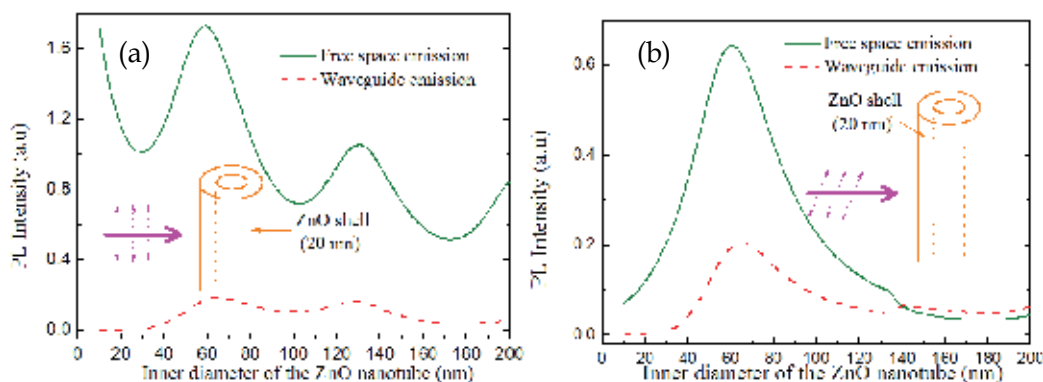 (a)
Free space emission
Waveguide emission
ZnO shell
(20 nm)
PL Intensity (a.u)
1.6
1.2
0.8
0.4
0.0
0 20 40 60 80 100 120 140 160 180 200
Inner diameter of the ZnO nanotube (nm)
(b)
Free space emission
Waveguide emission
ZnO shell
(20 nm)
PL Intensity (a.u)
0.6
0.4
0.2
0.0
0 20 40 60 80 100 120 140 160 180 200
Inner diameter of the ZnO nanotube (nm)